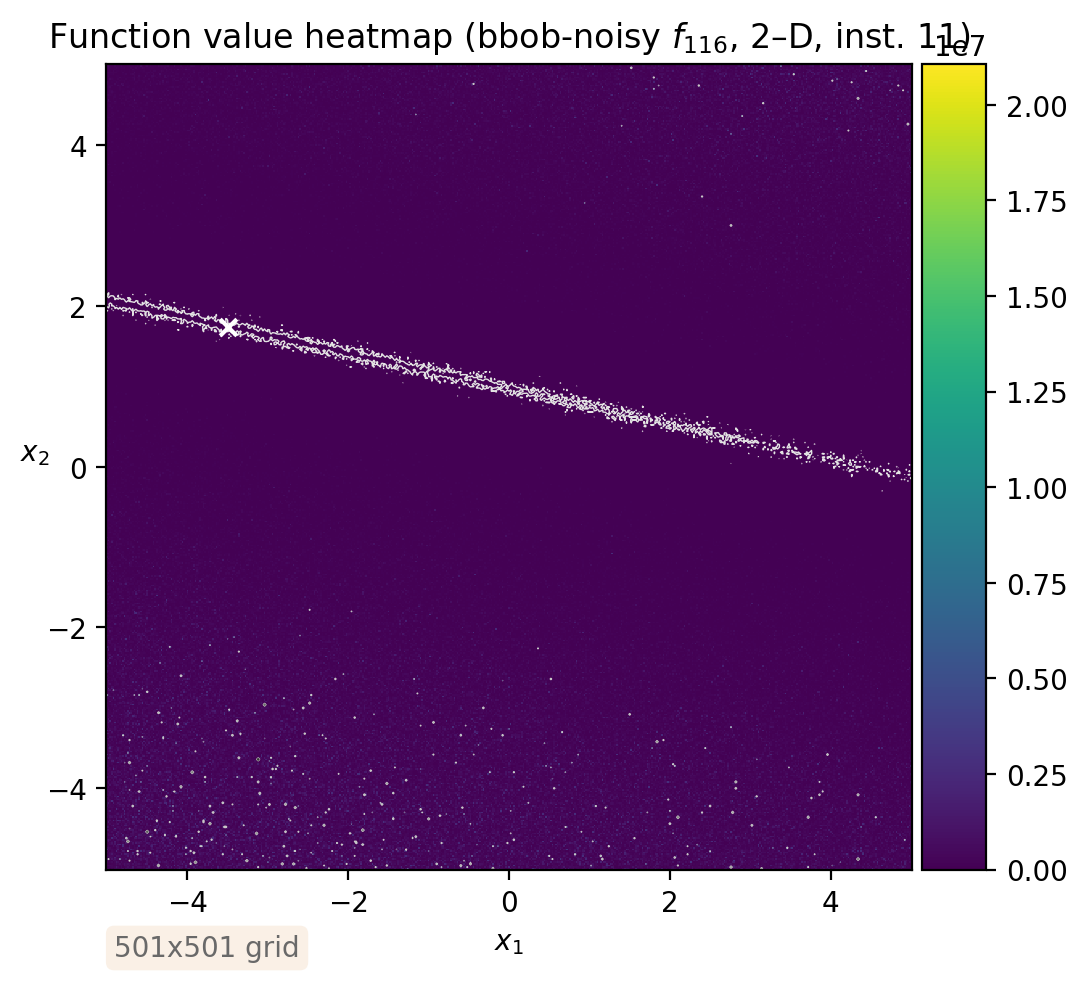 Function value heatmap (bbob-noisy f₁₁₆, 2–D, inst. 11)
1e7
2.00
1.75
1.50
1.25
1.00
0.75
0.50
0.25
0.00
4
2
0
−2
−4
x₂
−4 −2 0 2 4
x₁
501x501 grid